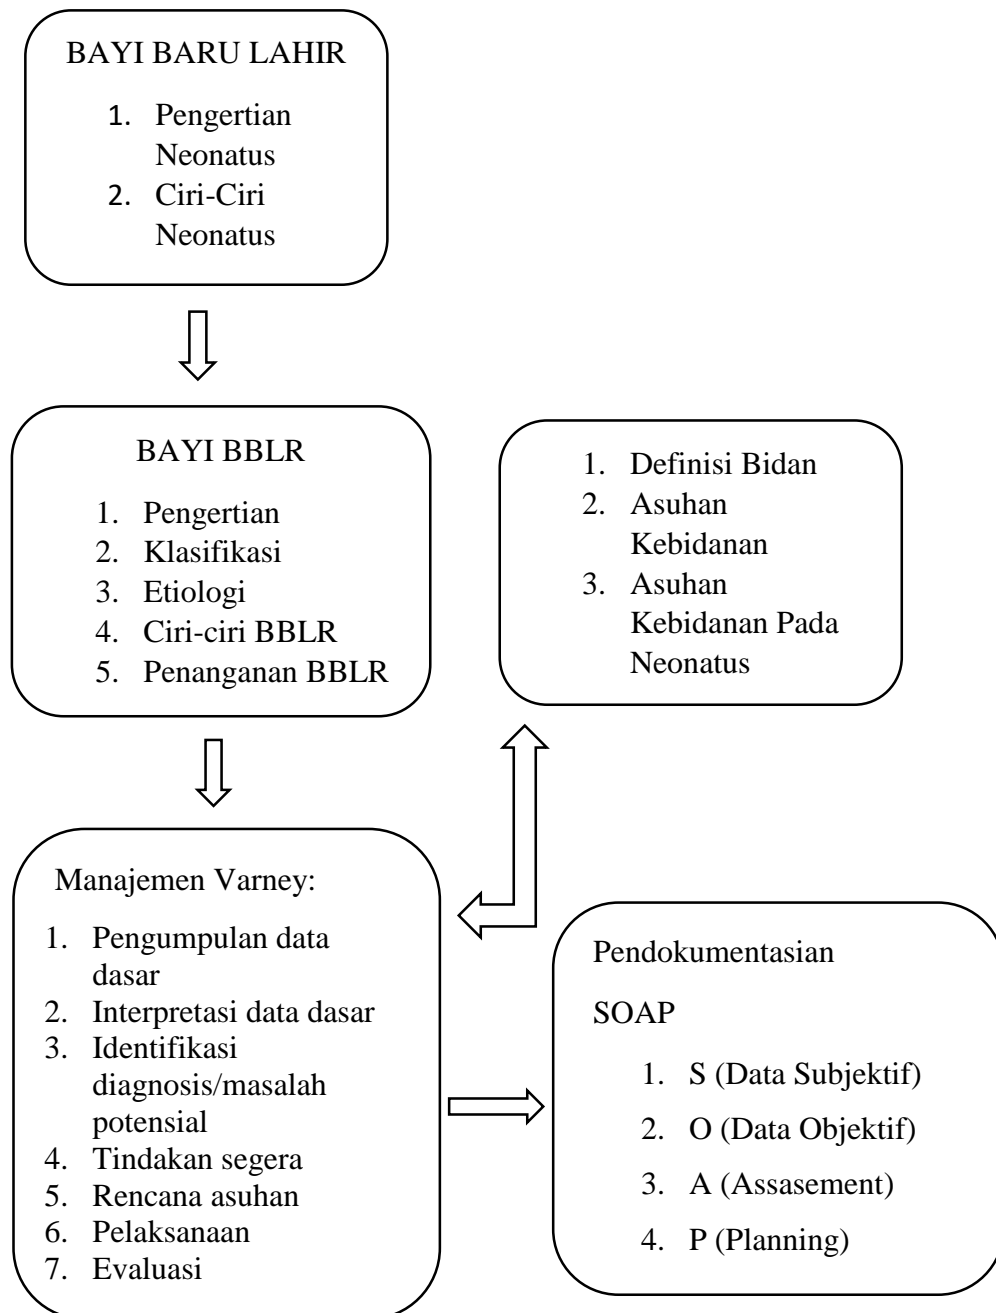 BAYI BARU LAHIR
1. Pengertian
Neonatus
2. Ciri-Ciri
Neonatus
BAYI BBLR
1. Pengertian
2. Klasifikasi
3. Etiologi
4. Ciri-ciri BBLR
5. Penanganan BBLR
1. Definisi Bidan
2. Asuhan
Kebidanan
3. Asuhan
Kebidanan Pada
Neonatus
Manajemen Varney:
1. Pengumpulan data
dasar
2. Interpretasi data dasar
3. Identifikasi
diagnosis/masalah
potensial
4. Tindakan segera
5. Rencana asuhan
6. Pelaksanaan
7. Evaluasi
Pendokumentasian
SOAP
1. S (Data Subjektif)
2. O (Data Objektif)
3. A (Assasement)
4. P (Planning)